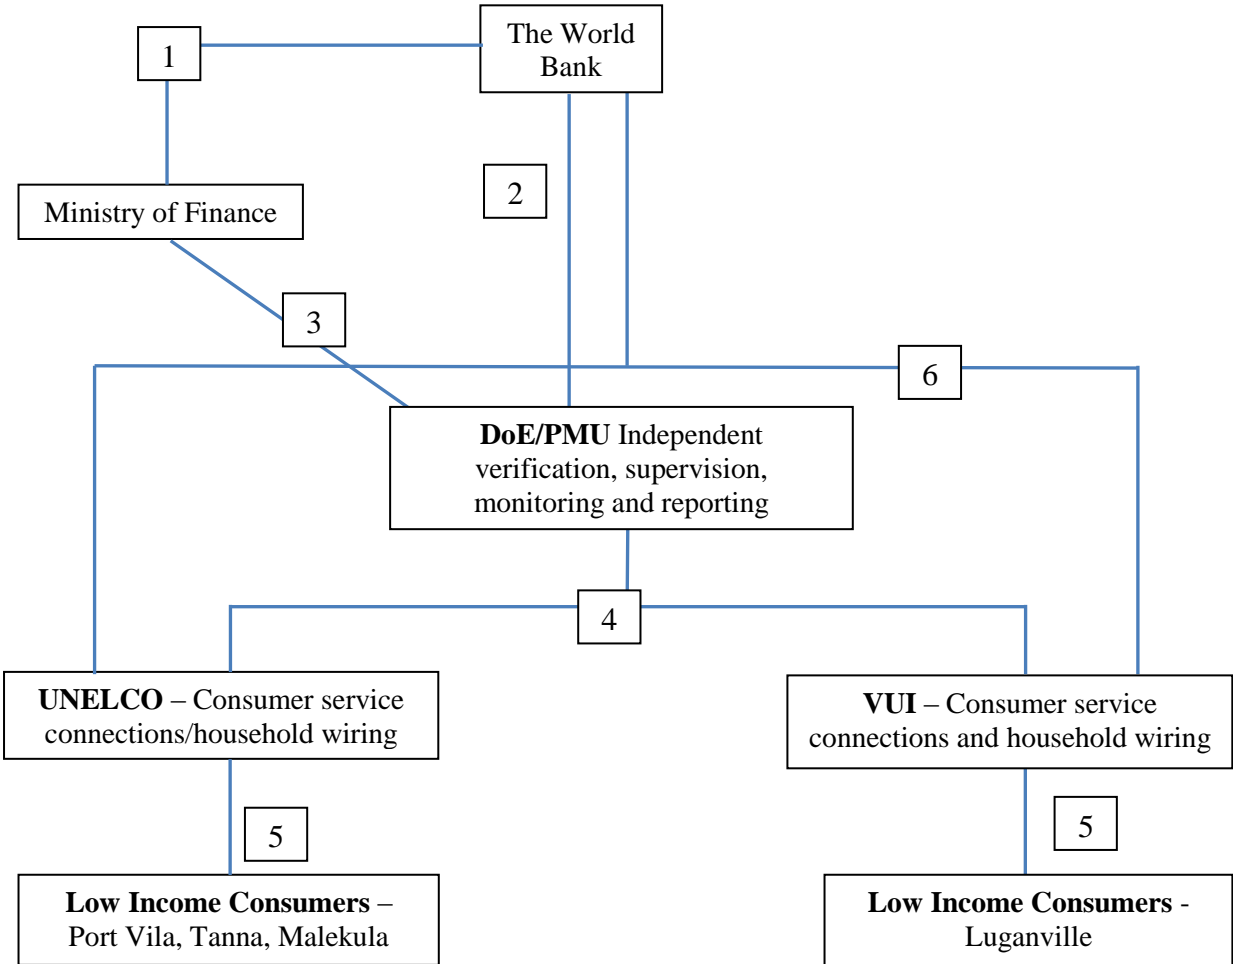 The World
Bank
1
Ministry of Finance
2
3
6
DoE/PMU Independent
verification, supervision,
monitoring and reporting
4
UNELCO – Consumer service
connections/household wiring
VUI – Consumer service
connections and household wiring
5
5
Low Income Consumers –
Port Vila, Tanna, Malekula
Low Income Consumers -
Luganville